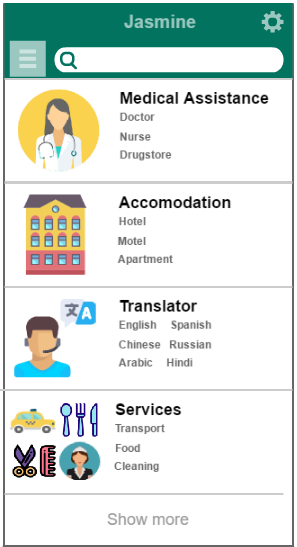 Jasmine
Medical Assistance
Doctor
Nurse
Drugstore
Accomodation
Hotel
Motel
Apartment
文 A
Translator
English Spanish
Chinese Russian
Arabic Hindi
Services
Transport
Food
Cleaning
Show more